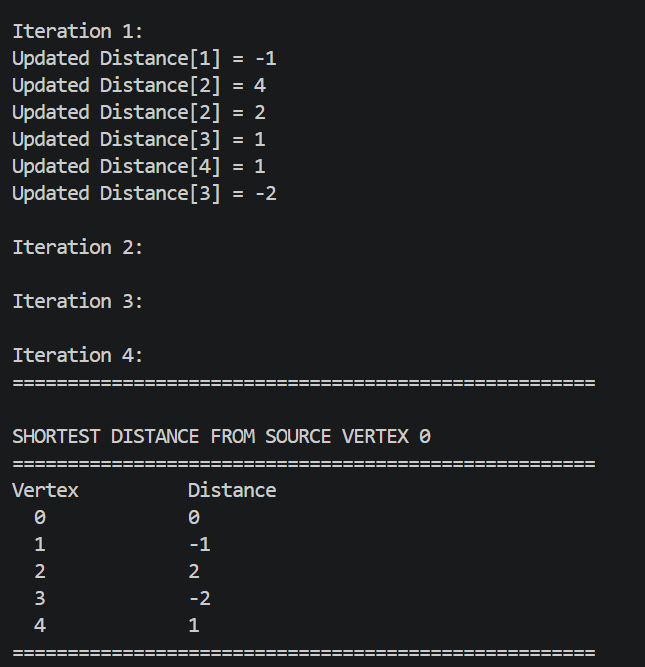 Iteration 1:
Updated Distance[1] = -1
Updated Distance[2] = 4
Updated Distance[2] = 2
Updated Distance[3] = 1
Updated Distance[4] = 1
Updated Distance[3] = -2

Iteration 2:

Iteration 3:

Iteration 4:
=====================================================

SHORTEST DISTANCE FROM SOURCE VERTEX 0
=====================================================
Vertex          Distance
  0             0
  1             -1
  2             2
  3             -2
  4             1
=====================================================